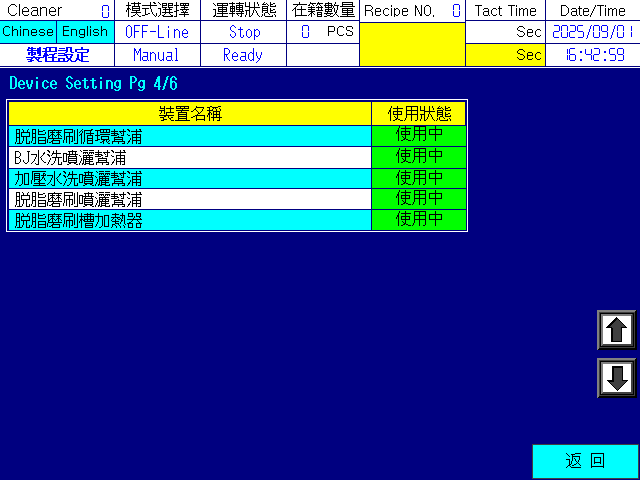 Cleaner 0 模式選擇 運轉狀態 在籍數量 Recipe NO. 0 Tact Time Date/Time
Chinese English OFF-Line Stop 0 PCS Sec 2025/09/01
製程設定 Manual Ready Sec 16:42:59
Device Setting Pg 4/6
裝置名稱 使用狀態
脱脂磨刷循環幫浦 使用中
BJ水洗噴灑幫浦 使用中
加壓水洗噴灑幫浦 使用中
脱脂磨刷噴灑幫浦 使用中
脱脂磨刷槽加熱器 使用中
返 回